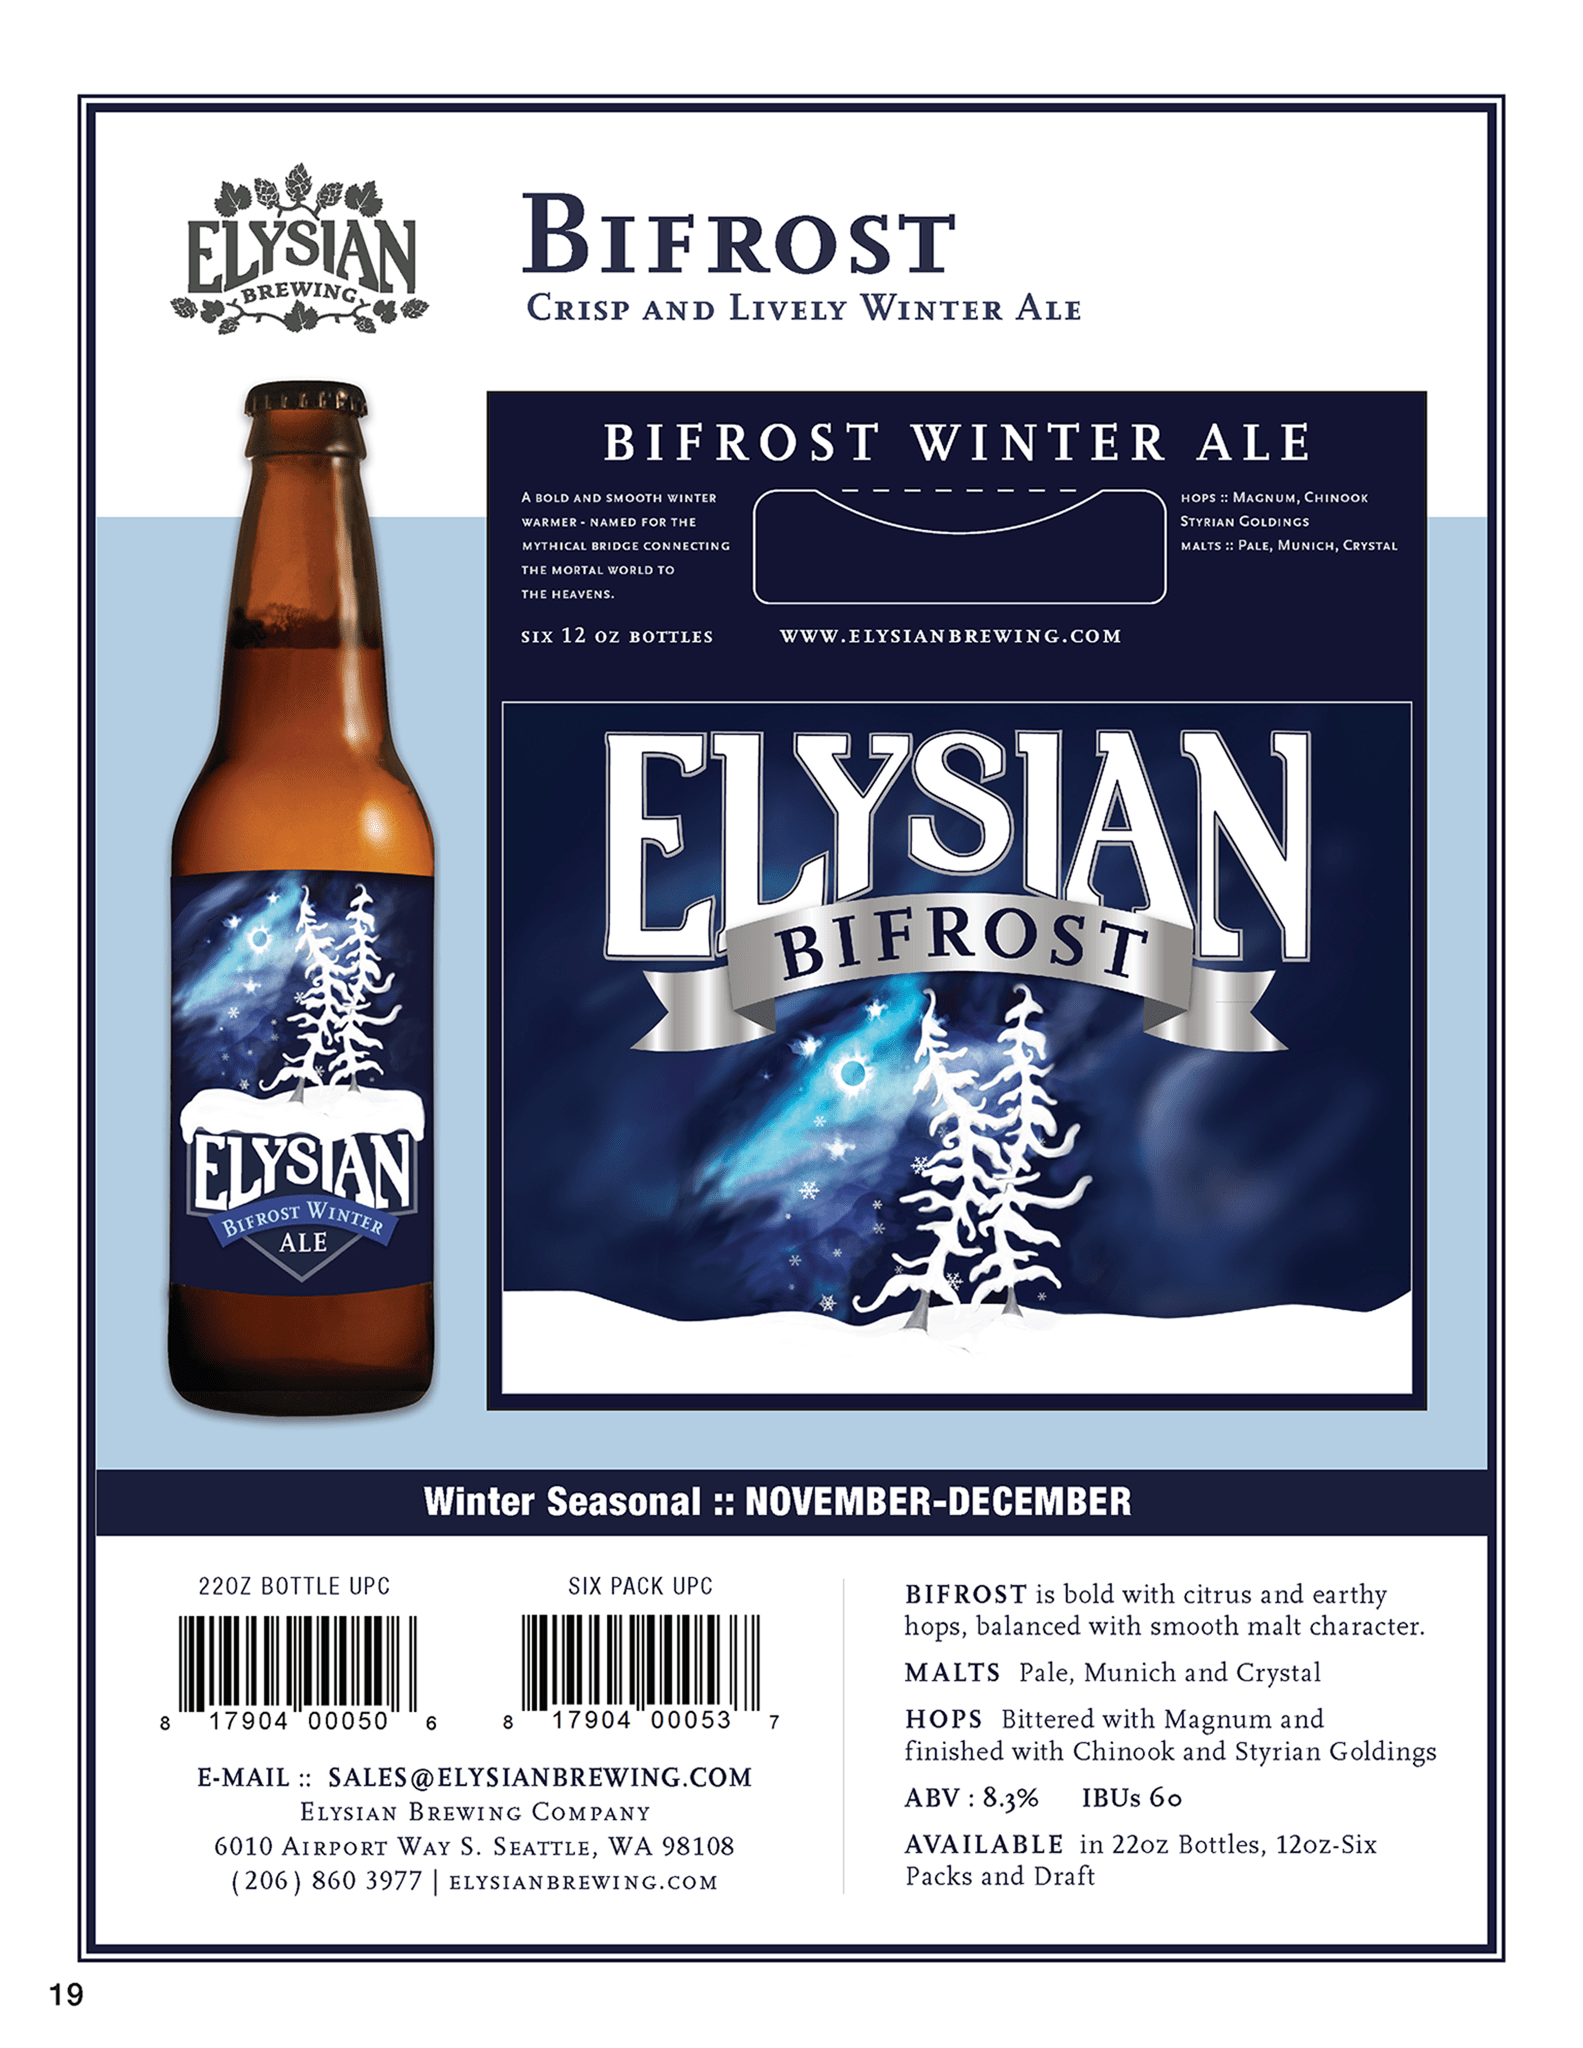 ELYSIAN
BREWING
BIFROST
CRISP AND LIVELY WINTER ALE
BIFROST WINTER ALE
A BOLD AND SMOOTH WINTER
WARMER - NAMED FOR THE
MYTHICAL BRIDGE CONNECTING
THE MORTAL WORLD TO
THE HEAVENS.
SIX 12 OZ BOTTLES
WWW.ELYSIANBREWING.COM
HOPS :: MAGNUM, CHINOOK
STYRIAN GOLDINGS
MALTS :: PALE, MUNICH, CRYSTAL
ELYSIAN
BIFROST
ELYSIAN
BIFROST WINTER
ALE
Winter Seasonal :: NOVEMBER-DECEMBER
22OZ BOTTLE UPC
8 17904 00050 6
SIX PACK UPC
8 17904 00053 7
E-MAIL :: SALES@ELYSIANBREWING.COM
ELYSIAN BREWING COMPANY
6010 AIRPORT WAY S. SEATTLE, WA 98108
(206) 860 3977 | ELYSIANBREWING.COM
BIFROST is bold with citrus and earthy
hops, balanced with smooth malt character.
MALTS Pale, Munich and Crystal
HOPS Bittered with Magnum and
finished with Chinook and Styrian Goldings
ABV : 8.3% IBUs 60
AVAILABLE in 22oz Bottles, 12oz-Six
Packs and Draft
19